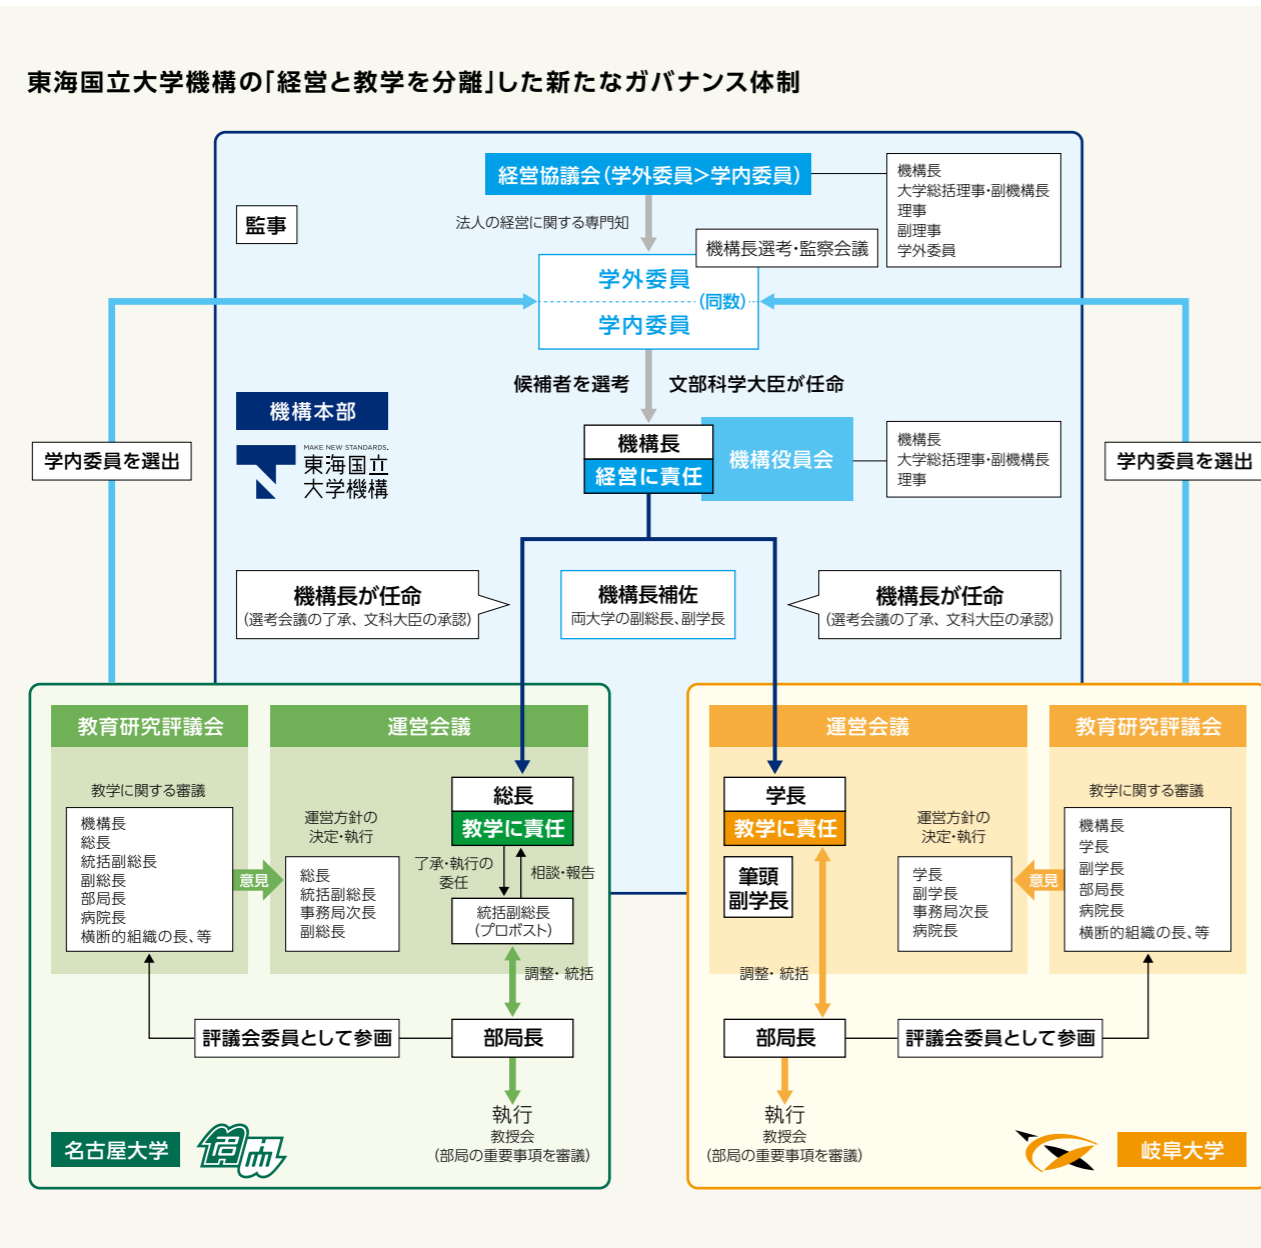 東海国立大学機構の「経営と教学を分離」した新たなガバナンス体制
経営協議会(学外委員>学内委員)
機構長
大学総括理事・副機構長
理事
副理事
学外委員
監事
法人の経営に関する専門知
機構長選考・監察会議
学外委員
(同数)
学内委員
候補者を選考
文部科学大臣が任命
機構本部
MAKE NEW STANDARDS.
東海国立
大学機構
機構長
経営に責任
機構役員会
機構長
大学総括理事・副機構長
理事
学内委員を選出
学内委員を選出
機構長が任命
(選考会議の了承、文科大臣の承認)
機構長補佐
両大学の副総長、副学長
機構長が任命
(選考会議の了承、文科大臣の承認)
教育研究評議会
運営会議
教学に関する審議
機構長
総長
統括副総長
副総長
部局長
病院長
横断的組織の長、等
意見
運営方針の
決定・執行
総長
統括副総長
事務局次長
副総長
総長
教学に責任
了承・執行の
委任
相談・報告
統括副総長
(プロボスト)
調整・統括
評議会委員として参画
部局長
執行
教授会
(部局の重要事項を審議)
名古屋大学
運営会議
教育研究評議会
学長
教学に責任
筆頭
副学長
運営方針の
決定・執行
学長
副学長
事務局次長
病院長
意見
教学に関する審議
機構長
学長
副学長
部局長
病院長
横断的組織の長、等
調整・統括
部局長
評議会委員として参画
執行
教授会
(部局の重要事項を審議)
岐阜大学